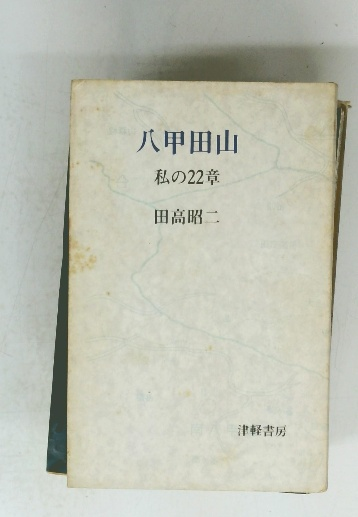 八甲田山
私の22章
田高昭二
津軽書房